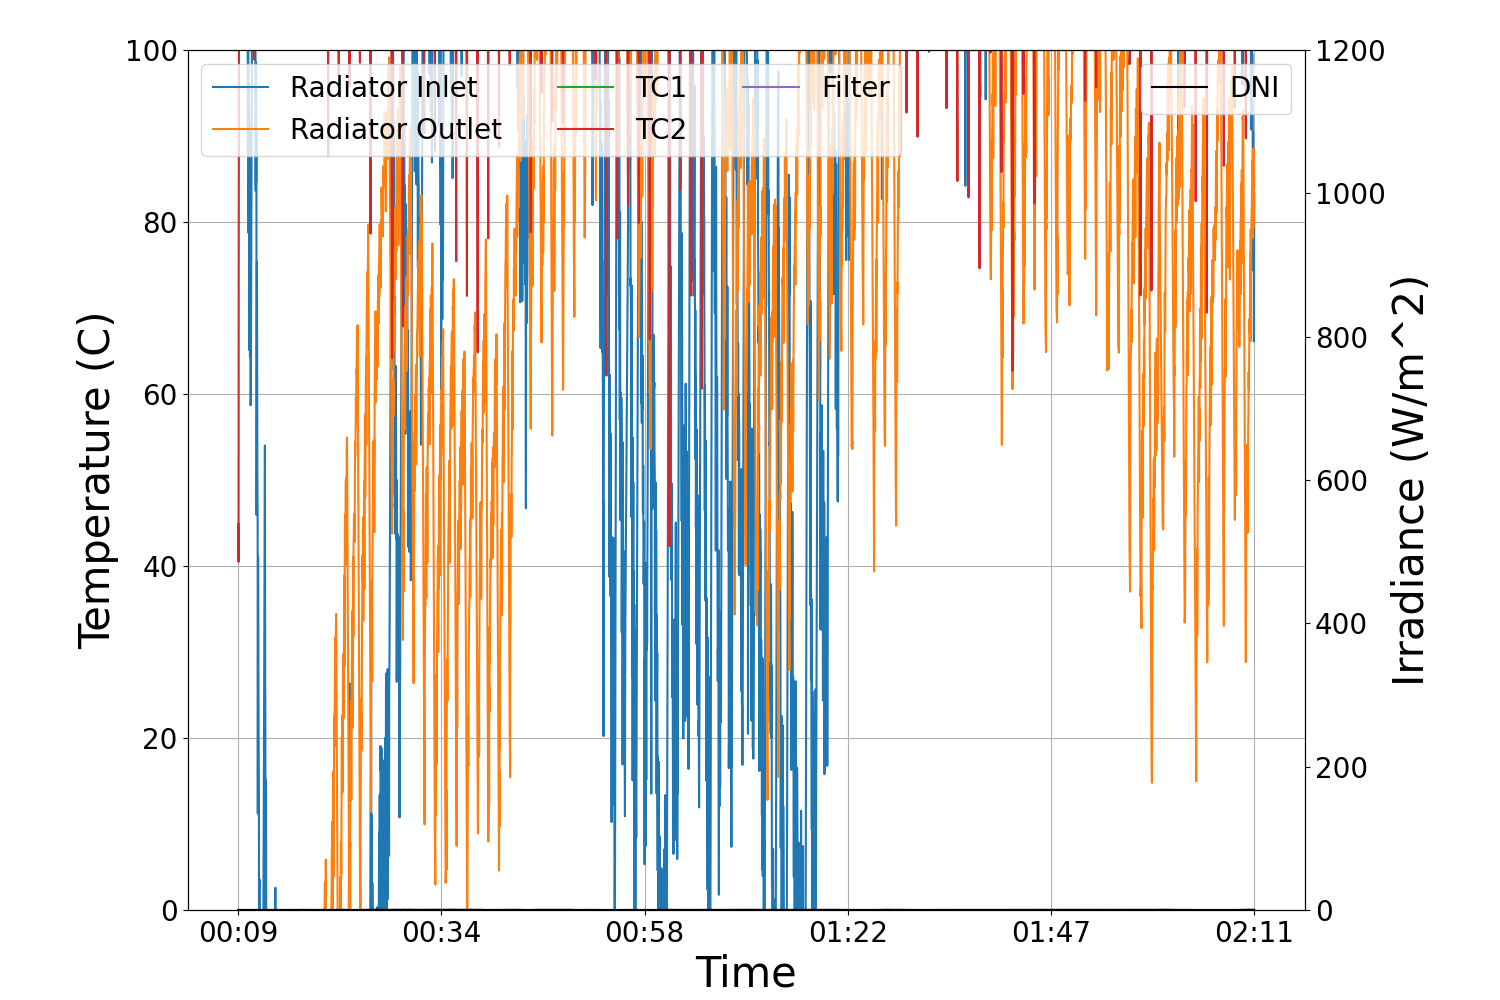 Radiator Inlet
Radiator Outlet
TC1
TC2
Filter
DNI
100
80
60
40
20
0
Temperature (C)
1200
1000
800
600
400
200
0
Irradiance (W/m^2)
00:09
00:34
00:58
01:22
01:47
02:11
Time